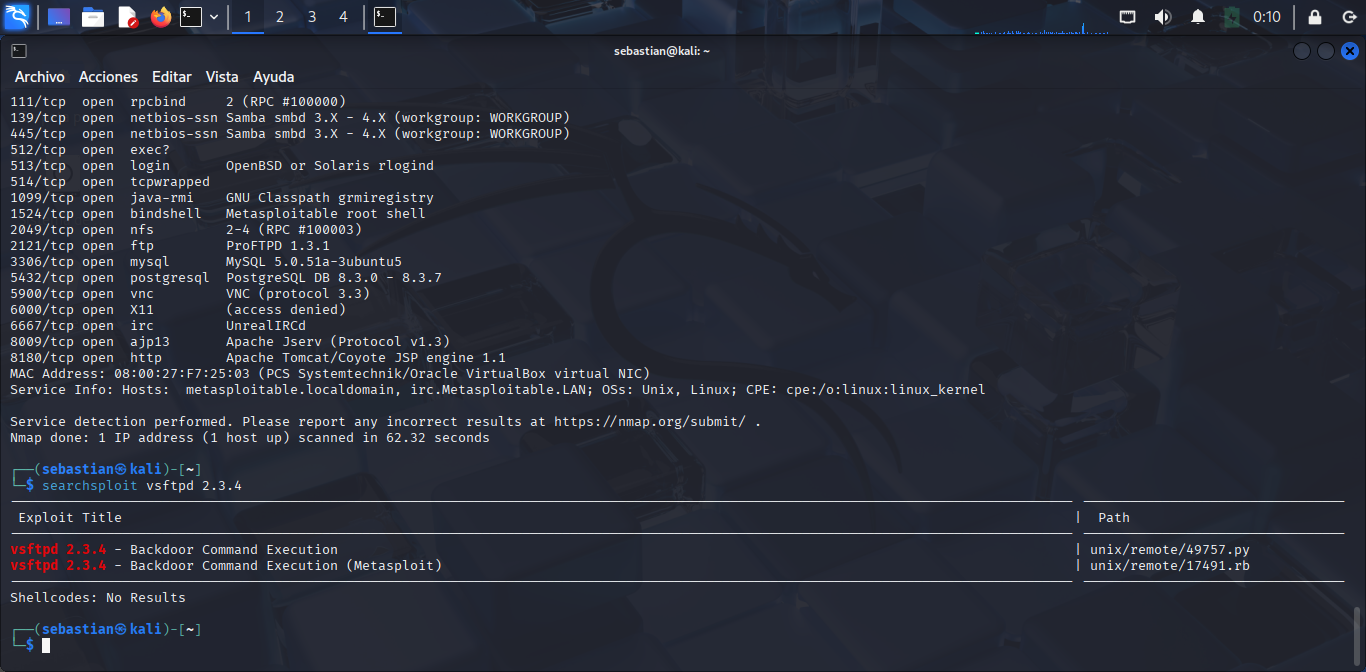 1 2 3 4 0:10
sebastian@kali: ~
Archivo Acciones Editar Vista Ayuda
111/tcp  open  rpcbind     2 (RPC #100000)
139/tcp  open  netbios-ssn Samba smbd 3.X - 4.X (workgroup: WORKGROUP)
445/tcp  open  netbios-ssn Samba smbd 3.X - 4.X (workgroup: WORKGROUP)
512/tcp  open  exec?
513/tcp  open  login       OpenBSD or Solaris rlogind
514/tcp  open  tcpwrapped
1099/tcp open  java-rmi    GNU Classpath grmiregistry
1524/tcp open  bindshell   Metasploitable root shell
2049/tcp open  nfs         2-4 (RPC #100003)
2121/tcp open  ftp         ProFTPD 1.3.1
3306/tcp open  mysql       MySQL 5.0.51a-3ubuntu5
5432/tcp open  postgresql  PostgreSQL DB 8.3.0 - 8.3.7
5900/tcp open  vnc         VNC (protocol 3.3)
6000/tcp open  X11         (access denied)
6667/tcp open  irc         UnrealIRCd
8009/tcp open  ajp13       Apache Jserv (Protocol v1.3)
8180/tcp open  http        Apache Tomcat/Coyote JSP engine 1.1
MAC Address: 08:00:27:F7:25:03 (PCS Systemtechnik/Oracle VirtualBox virtual NIC)
Service Info: Hosts:  metasploitable.localdomain, irc.Metasploitable.LAN; OSs: Unix, Linux; CPE: cpe:/o:linux:linux_kernel
Service detection performed. Please report any incorrect results at https://nmap.org/submit/ .
Nmap done: 1 IP address (1 host up) scanned in 62.32 seconds
┌──(sebastian㉿kali)-[~]
└─$ searchsploit vsftpd 2.3.4
Exploit Title | Path
vsftpd 2.3.4 - Backdoor Command Execution | unix/remote/49757.py
vsftpd 2.3.4 - Backdoor Command Execution (Metasploit) | unix/remote/17491.rb
Shellcodes: No Results
┌──(sebastian㉿kali)-[~]
└─$